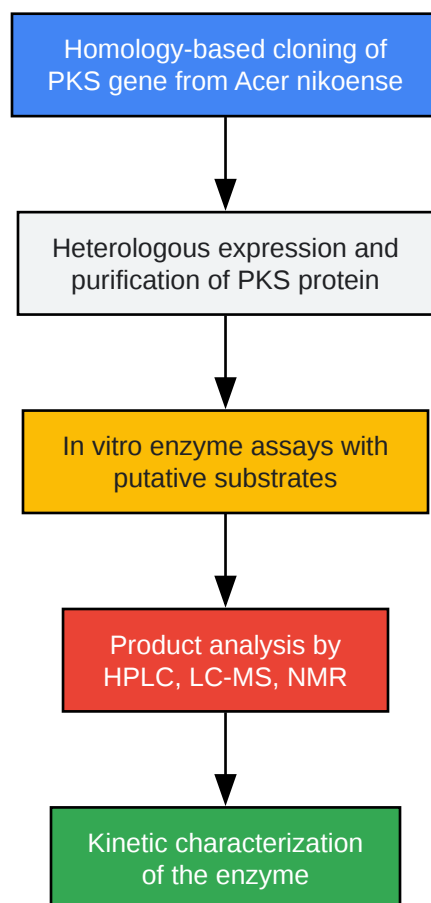 Homology-based cloning of
PKS gene from Acer nikoense
Heterologous expression and
purification of PKS protein
In vitro enzyme assays with
putative substrates
Product analysis by
HPLC, LC-MS, NMR
Kinetic characterization
of the enzyme